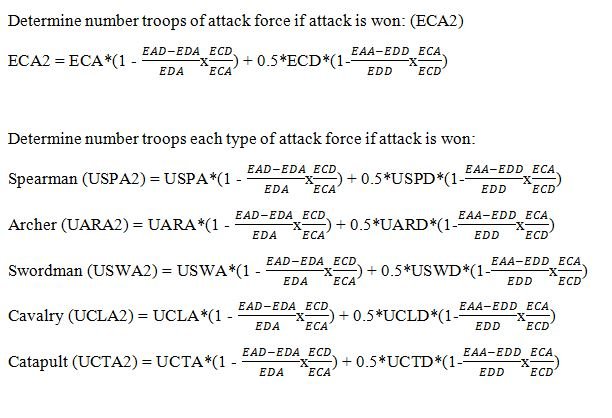 Determine number troops of attack force if attack is won: (ECA2)
ECA2 = ECA*(1 - \frac{EAD-EDA}{EDA}x\frac{ECD}{ECA}) + 0.5*ECD*(1-\frac{EAA-EDD}{EDD}x\frac{ECA}{ECD})
Determine number troops each type of attack force if attack is won:
Spearman (USPA2) = USPA*(1 - \frac{EAD-EDA}{EDA}x\frac{ECD}{ECA}) + 0.5*USPD*(1-\frac{EAA-EDD}{EDD}x\frac{ECA}{ECD})
Archer (UARA2) = UARA*(1 - \frac{EAD-EDA}{EDA}x\frac{ECD}{ECA}) + 0.5*UARD*(1-\frac{EAA-EDD}{EDD}x\frac{ECA}{ECD})
Swordman (USWA2) = USWA*(1 - \frac{EAD-EDA}{EDA}x\frac{ECD}{ECA}) + 0.5*USWD*(1-\frac{EAA-EDD}{EDD}x\frac{ECA}{ECD})
Cavalry (UCLA2) = UCLA*(1 - \frac{EAD-EDA}{EDA}x\frac{ECD}{ECA}) + 0.5*UCLD*(1-\frac{EAA-EDD}{EDD}x\frac{ECA}{ECD})
Catapult (UCTA2) = UCTA*(1 - \frac{EAD-EDA}{EDA}x\frac{ECD}{ECA}) + 0.5*UCTD*(1-\frac{EAA-EDD}{EDD}x\frac{ECA}{ECD})